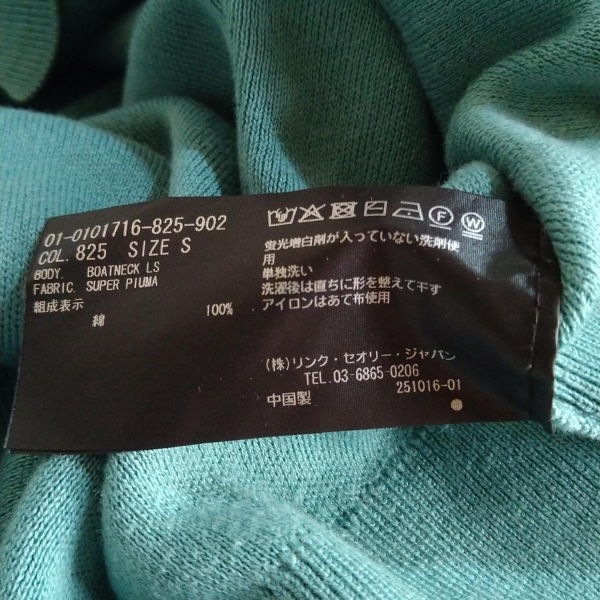 01-0101716-825-902
COL. 825 SIZE S
BODY. BOATNECK LS
FABRIC. SUPER PIUMA
組成表示
綿 100%
蛍光増白剤が入っていない洗剤使
用
単独洗い
洗濯後は直ちに形を整えて干す
アイロンはあて布使用
(株)リンク・セオリー・ジャパン
TEL.03-6865-0206
251016-01
中国製